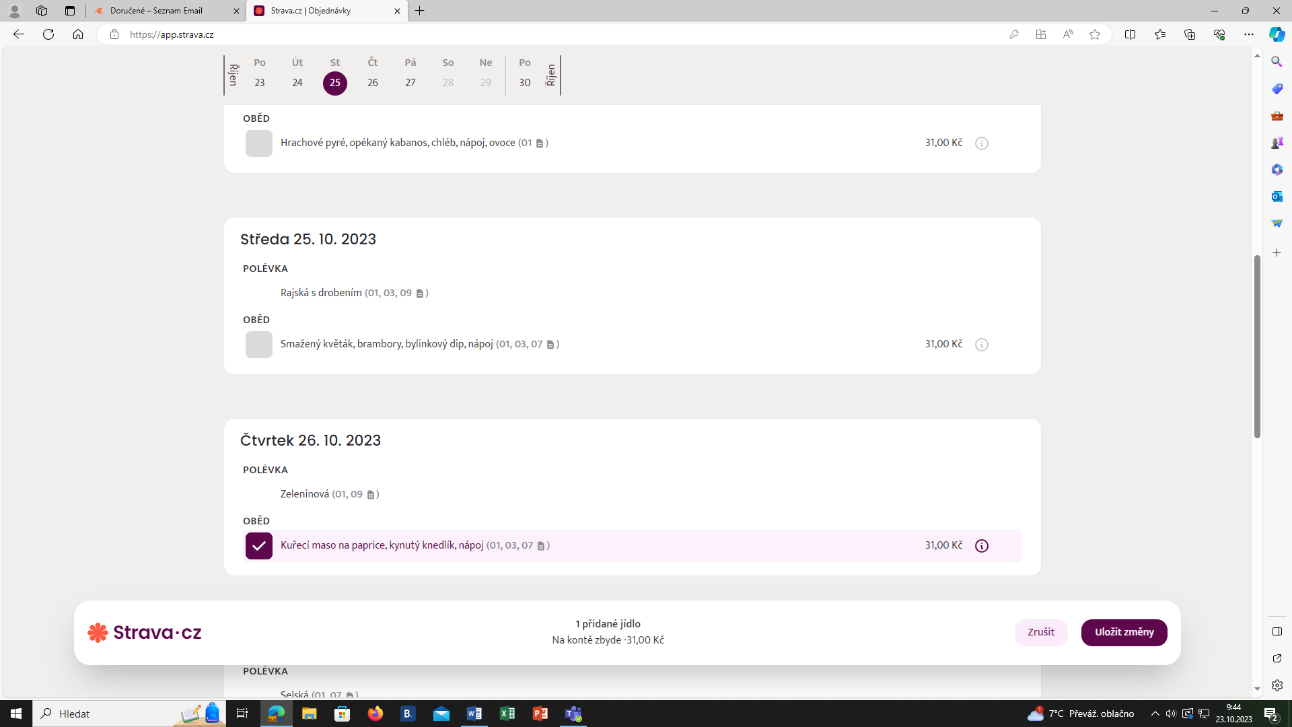 Doručené – Seznam Email
Strava.cz | Objednávky
https://app.strava.cz
Říjen
Po Út St Čt Pá So Ne Po
23 24 25 26 27 28 29 30
Říjen
OBĚD
Hrachové pyré, opékaný kabanos, chléb, nápoj, ovoce (01) 31,00 Kč
Středa 25. 10. 2023
POLÉVKA
Rajská s drobením (01, 03, 09)
OBĚD
Smažený květák, brambory, bylinkový dip, nápoj (01, 03, 07) 31,00 Kč
Čtvrtek 26. 10. 2023
POLÉVKA
Zeleninová (01, 09)
OBĚD
Kuřecí maso na paprice, kynutý knedlík, nápoj (01, 03, 07) 31,00 Kč
Strava·cz
1 přidané jídlo
Na kontě zbyde -31,00 Kč
Zrušit
Uložit změny
POLÉVKA
Selská (01, 07)
Hledat
7°C Převáž. oblačno
9:44
23.10.2023
2